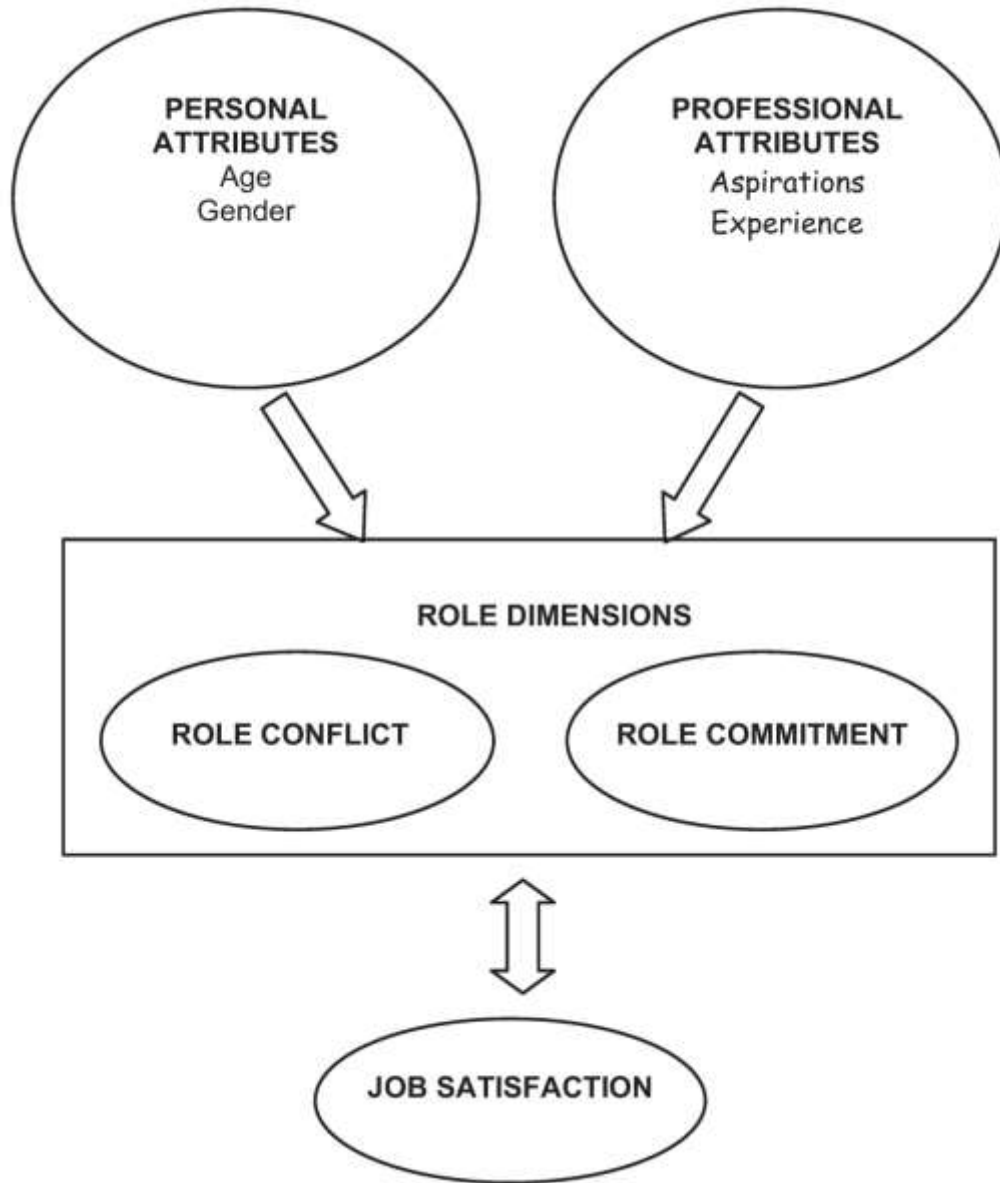 PERSONAL
ATTRIBUTES
Age
Gender
PROFESSIONAL
ATTRIBUTES
Aspirations
Experience
ROLE DIMENSIONS
ROLE CONFLICT
ROLE COMMITMENT
JOB SATISFACTION